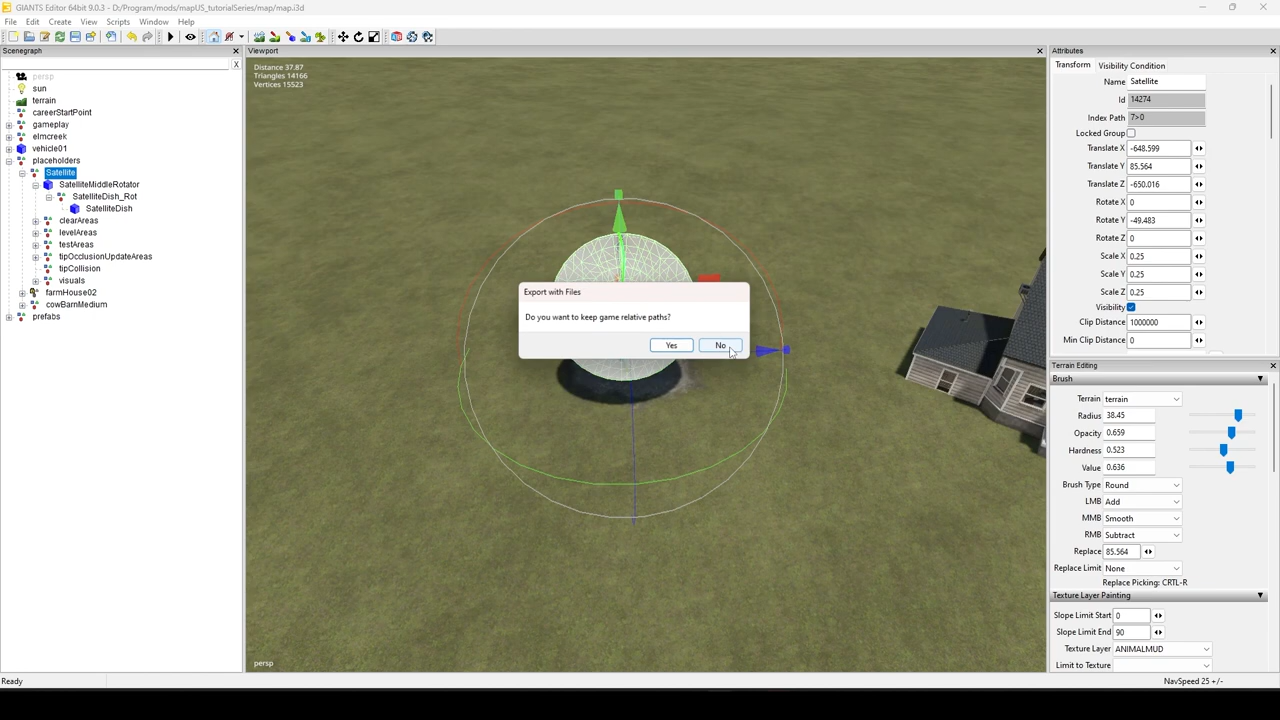 GIANTS Editor 64bit 9.0.3 - D:/Program/mods/mapUS_tutorialSeries/map/map.i3d
File Edit Create View Scripts Window Help
Scenegraph
Viewport
Attributes
X
persp
sun
terrain
careerStartPoint
gameplay
elmcreek
vehicle01
placeholders
Satellite
SatelliteMiddleRotator
SatelliteDish_Rot
SatelliteDish
clearAreas
levelAreas
testAreas
tipOcclusionUpdateAreas
tipCollision
visuals
farmHouse02
cowBarnMedium
prefabs
Distance 37.87
Triangles 14166
Vertices 15523
Export with Files
Do you want to keep game relative paths?
Yes No
persp
Transform Visibility Condition
Name Satellite
Id 14274
Index Path 7>0
Locked Group
Translate X -648.599
Translate Y 85.564
Translate Z -650.016
Rotate X 0
Rotate Y -49.483
Rotate Z 0
Scale X 0.25
Scale Y 0.25
Scale Z 0.25
Visibility
Clip Distance 1000000
Min Clip Distance 0
Terrain Editing
Brush
Terrain terrain
Radius 38.45
Opacity 0.659
Hardness 0.523
Value 0.636
Brush Type Round
LMB Add
MMB Smooth
RMB Subtract
Replace 85.564
Replace Limit None
Replace Picking: CRTL-R
Texture Layer Painting
Slope Limit Start 0
Slope Limit End 90
Texture Layer ANIMALMUD
Limit to Texture
Ready
NavSpeed 25 +/-